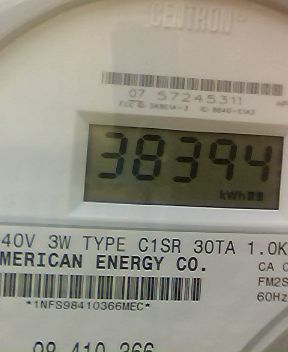 CENTRON®
07 57245311
38394
kWh
40V 3W TYPE C1SR 30TA 1.0K
MERICAN ENERGY CO.
CA 0
FM2S
60Hz
*1NFS98410366MEC*
98 410 366